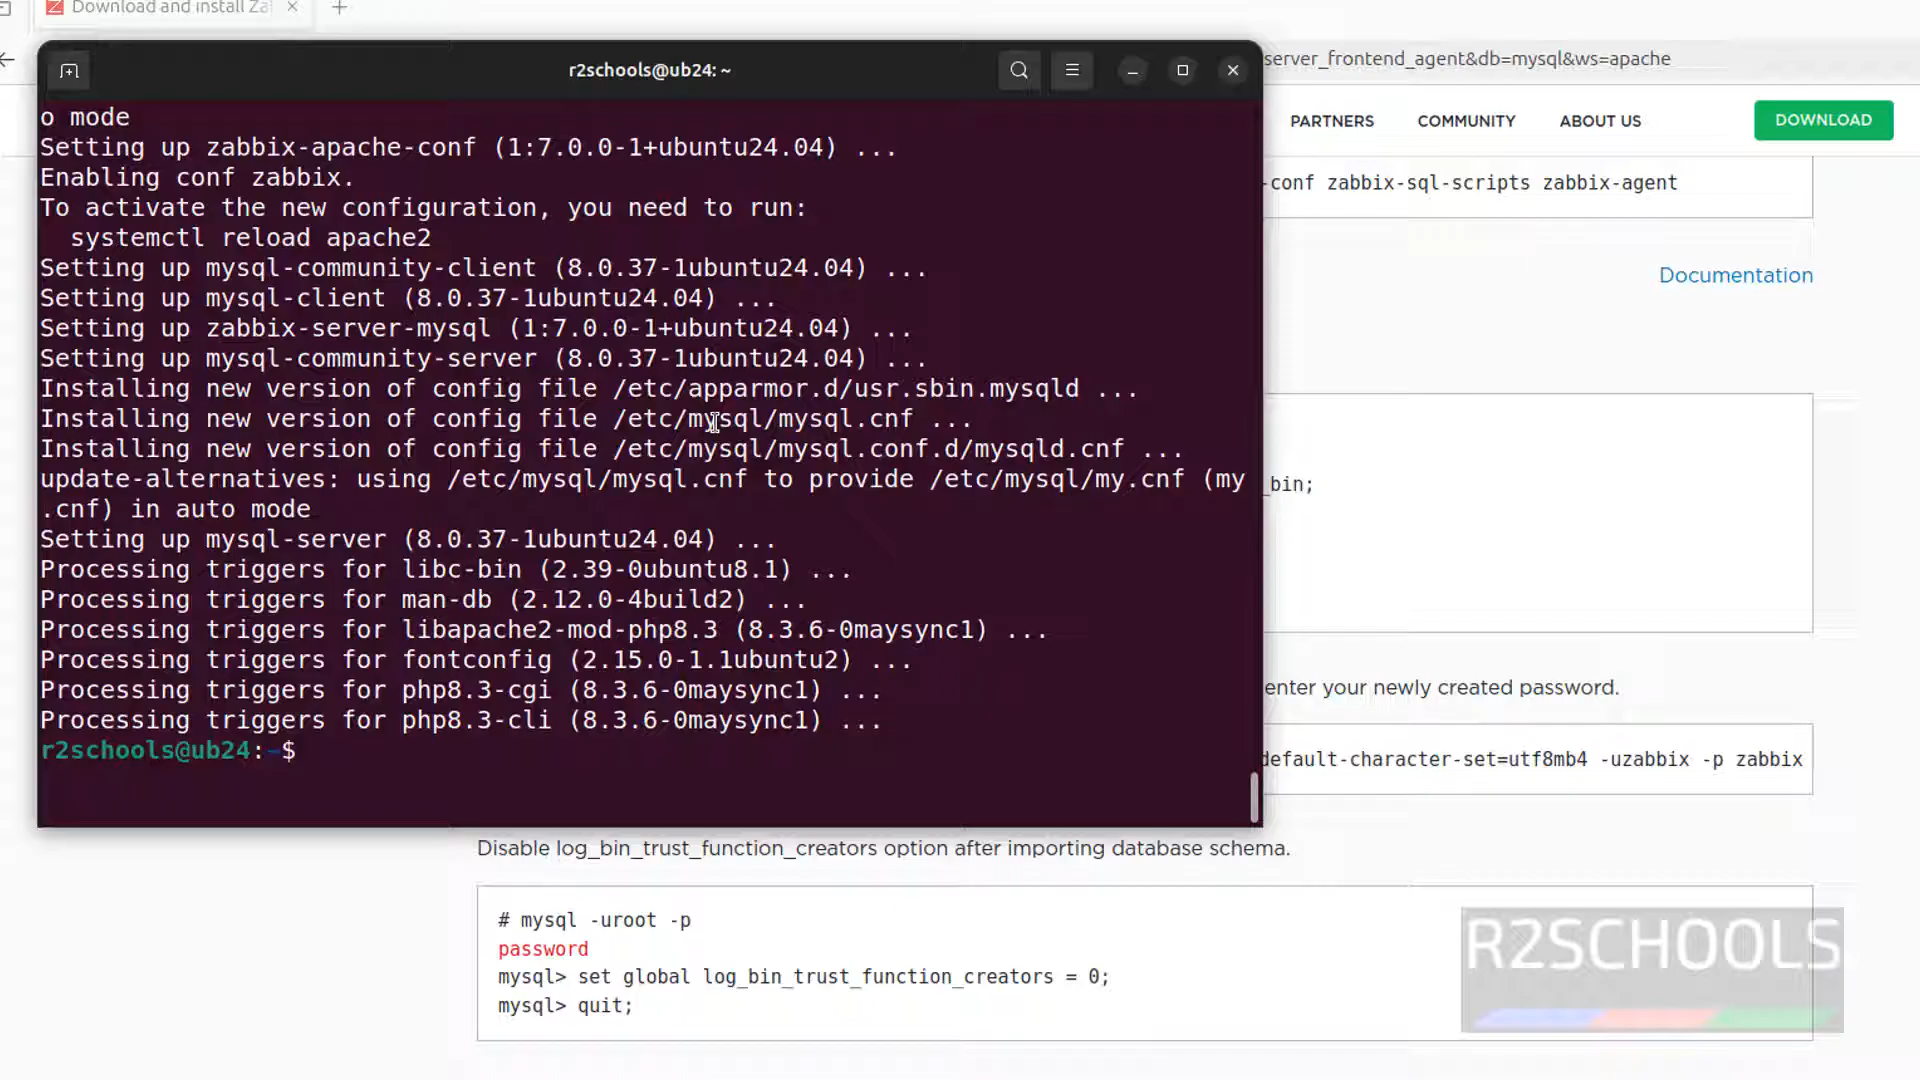 Download and install Za
r2schools@ub24: ~
server_frontend_agent&db=mysql&ws=apache
PARTNERS COMMUNITY ABOUT US DOWNLOAD
-conf zabbix-sql-scripts zabbix-agent
Documentation
o mode
Setting up zabbix-apache-conf (1:7.0.0-1+ubuntu24.04) ...
Enabling conf zabbix.
To activate the new configuration, you need to run:
systemctl reload apache2
Setting up mysql-community-client (8.0.37-1ubuntu24.04) ...
Setting up mysql-client (8.0.37-1ubuntu24.04) ...
Setting up zabbix-server-mysql (1:7.0.0-1+ubuntu24.04) ...
Setting up mysql-community-server (8.0.37-1ubuntu24.04) ...
Installing new version of config file /etc/apparmor.d/usr.sbin.mysqld ...
Installing new version of config file /etc/mysql/mysql.cnf ...
Installing new version of config file /etc/mysql/mysql.conf.d/mysqld.cnf ...
update-alternatives: using /etc/mysql/mysql.cnf to provide /etc/mysql/my.cnf (my
.cnf) in auto mode
Setting up mysql-server (8.0.37-1ubuntu24.04) ...
Processing triggers for libc-bin (2.39-0ubuntu8.1) ...
Processing triggers for man-db (2.12.0-4build2) ...
Processing triggers for libapache2-mod-php8.3 (8.3.6-0maysync1) ...
Processing triggers for fontconfig (2.15.0-1.1ubuntu2) ...
Processing triggers for php8.3-cgi (8.3.6-0maysync1) ...
Processing triggers for php8.3-cli (8.3.6-0maysync1) ...
r2schools@ub24:~$
_bin;
enter your newly created password.
default-character-set=utf8mb4 -uzabbix -p zabbix
Disable log_bin_trust_function_creators option after importing database schema.
# mysql -uroot -p
password
mysql> set global log_bin_trust_function_creators = 0;
mysql> quit;
R2SCHOOLS